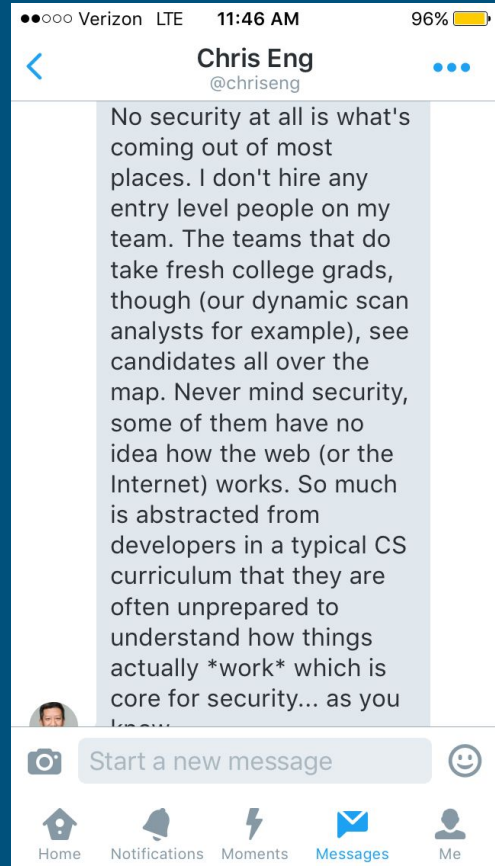 Verizon LTE 11:46 AM 96%
Chris Eng
@chriseng
No security at all is what's
coming out of most
places. I don't hire any
entry level people on my
team. The teams that do
take fresh college grads,
though (our dynamic scan
analysts for example), see
candidates all over the
map. Never mind security,
some of them have no
idea how the web (or the
Internet) works. So much
is abstracted from
developers in a typical CS
curriculum that they are
often unprepared to
understand how things
actually *work* which is
core for security... as you
Start a new message
Home Notifications Moments Messages Me